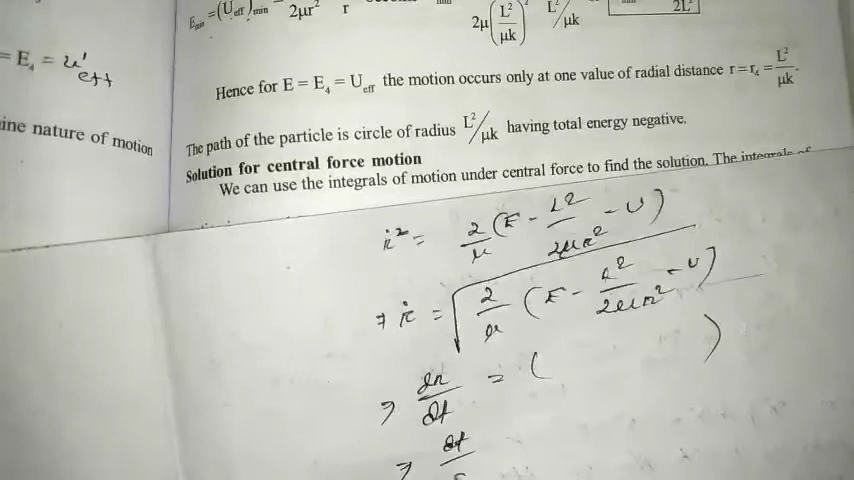 = E₄ = u'eff
ine nature of motion
E_min = (U_eff)_min = 2μr² r
2μ(L²/μk)² L²/μk
2L²
Hence for E = E₄ = U_eff the motion occurs only at one value of radial distance r = r₄ = L²/μk.
The path of the particle is circle of radius L²/μk having total energy negative.
Solution for central force motion
We can use the integrals of motion under central force to find the solution. The integrals of
ṙ² = 2/μ (E - L²/2μr² - U)
⇒ ṙ = √(2/μ (E - L²/2μr² - U))
⇒ dr/dt = ( )
⇒ dt